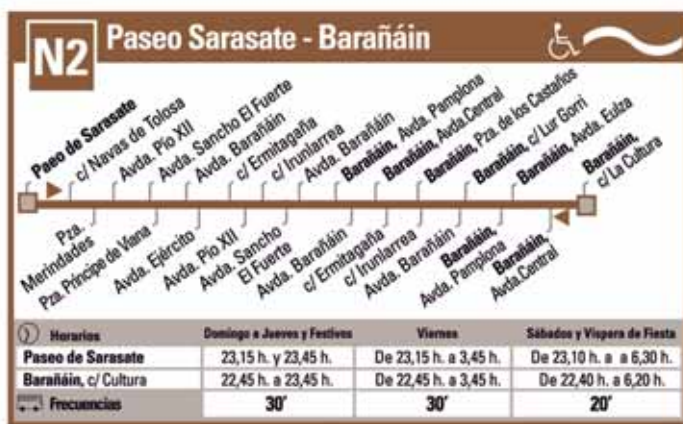 N2
Paseo Sarasate - Barañáin
Paeo de Sarasate
c/ Navas de Tolosa
Avda. Pío XII
Avda. Sancho El Fuerte
Avda. Barañáin
c/ Ermitagaña
c/ Irunlarrea
Avda. Barañáin
Barañáin, Avda. Pamplona
Barañáin, Avda.Central
Barañáin, Pza. de los Castaños
Barañáin, c/ Lur Gorri
Barañáin, Avda. Eulza
Barañáin,
c/ La Cultura
Pza.
Merindades
Pza. Príncipe de Viana
Avda. Ejército
Avda. Pío XII
Avda. Sancho
El Fuerte
Avda. Barañáin
c/ Ermitagaña
c/ Irunlarrea
Avda. Barañáin
Barañáin,
Avda. Pamplona
Barañáin,
Avda.Central
Horarios Domingo a Jueves y Festivos Viernes Sábados y Víspera de Fiesta
Paseo de Sarasate 23,15 h. y 23,45 h. De 23,15 h. a 3,45 h. De 23,10 h. a a 6,30 h.
Barañáin, c/ Cultura 22,45 h. a 23,45 h. De 22,45 h. a 3,45 h. De 22,40 h. a 6,20 h.
Frecuencias 30’ 30’ 20’